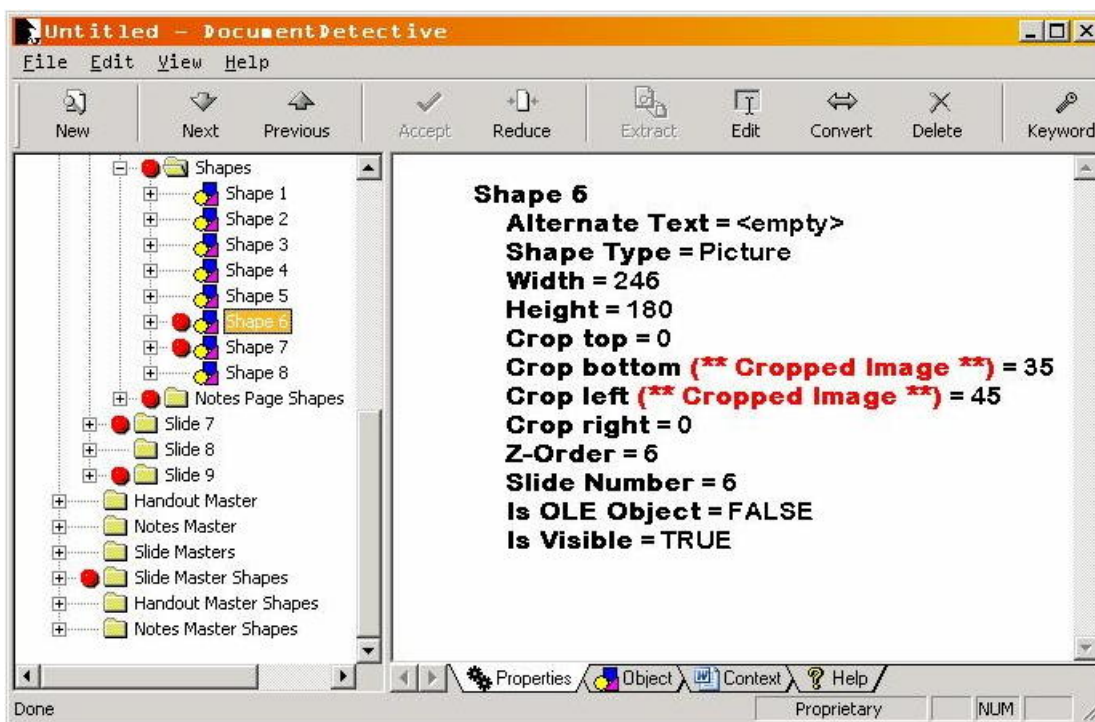 Untitled - DocumentDetective
File Edit View Help
New Next Previous Accept Reduce Extract Edit Convert Delete Keyword
Shapes
Shape 1
Shape 2
Shape 3
Shape 4
Shape 5
Shape 6
Shape 7
Shape 8
Notes Page Shapes
Slide 7
Slide 8
Slide 9
Handout Master
Notes Master
Slide Masters
Slide Master Shapes
Handout Master Shapes
Notes Master Shapes
Shape 6
Alternate Text = <empty>
Shape Type = Picture
Width = 246
Height = 180
Crop top = 0
Crop bottom (** Cropped Image **) = 35
Crop left (** Cropped Image **) = 45
Crop right = 0
Z-Order = 6
Slide Number = 6
Is OLE Object = FALSE
Is Visible = TRUE
Properties Object Context Help
Done Proprietary NUM